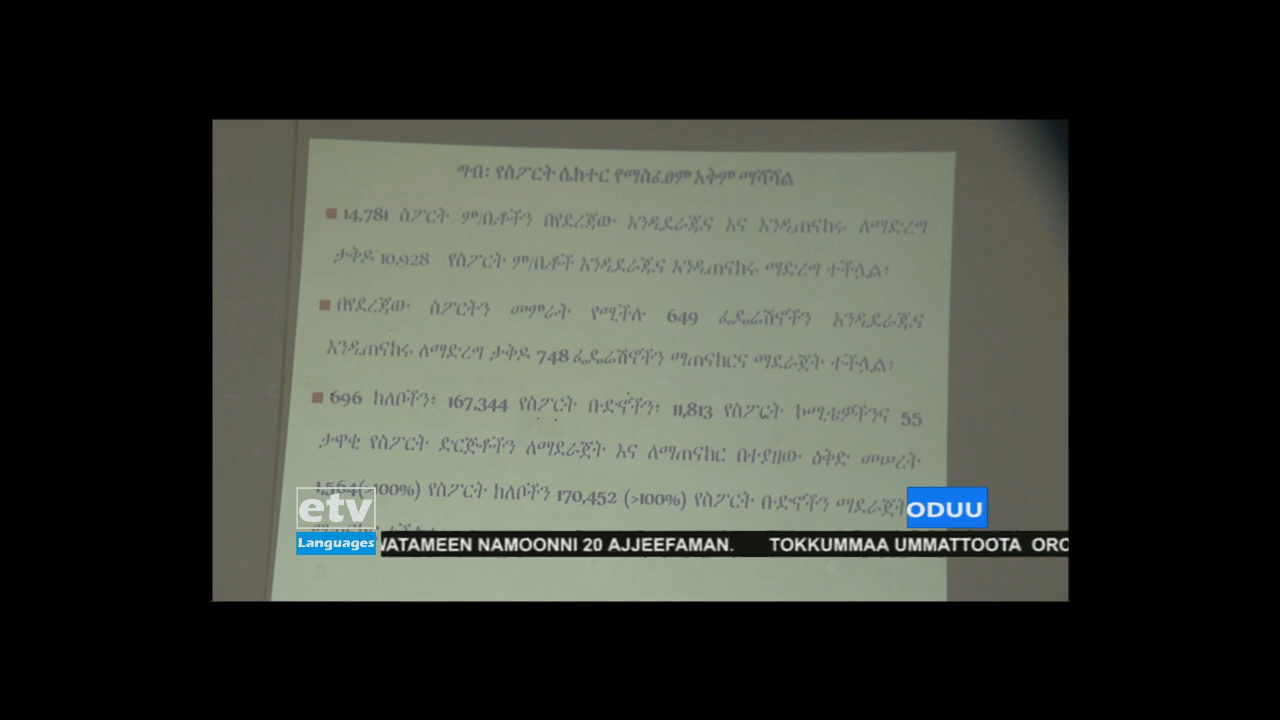 ግብ፡ የስፖርት ሴክተር የማስፈፀም አቅም ማሻሻል
14,781 ስፖርት ም/ቤቶችን በየደረጃው እንዲደራጁና እና እንዲጠናከሩ ለማድረግ
ታቅዶ 10,928 የስፖርት ም/ቤቶች እንዲደራጁና እንዲጠናከሩ ማድረግ ተችሏል፡
በየደረጃው ስፖርትን መምራት የሚችሉ 649 ፌዴሬሽኖችን እንዲደራጁና
እንዲጠናከሩ ለማድረግ ታቅዶ 748 ፌዴሬሽኖችን ማጠናከርና ማደራጀት ተችሏል፡
696 ክለቦችን፣ 167,344 የስፖርት ቡድኖችን፣ 11,813 የስፖርት ኮሚቴዎችንና 55
ታዋቂ የስፖርት ድርጅቶችን ለማደራጀት እና ለማጠናከር በተያዘው ዕቅድ መሠረት
1,564(>100%) የስፖርት ክለቦችን 170,452 (>100%) የስፖርት ቡድኖችን ማደራጀት
etv
Languages
ODUU
WATAMEEN NAMOONNI 20 AJJEEFAMAN. TOKKUMMAA UMMATTOOTA ORO